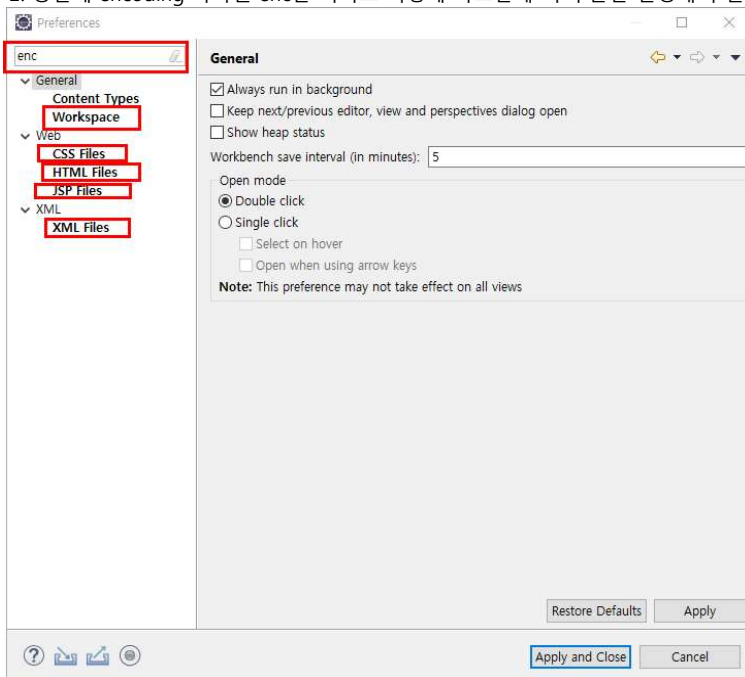 encoding
Preferences
enc
General
Content Types
Workspace
Web
CSS Files
HTML Files
JSP Files
XML
XML Files
General
Always run in background
Keep next/previous editor, view and perspectives dialog open
Show heap status
Workbench save interval (in minutes): 5
Open mode
Double click
Single click
Select on hover
Open when using arrow keys
Note: This preference may not take effect on all views
Restore Defaults
Apply
Apply and Close
Cancel